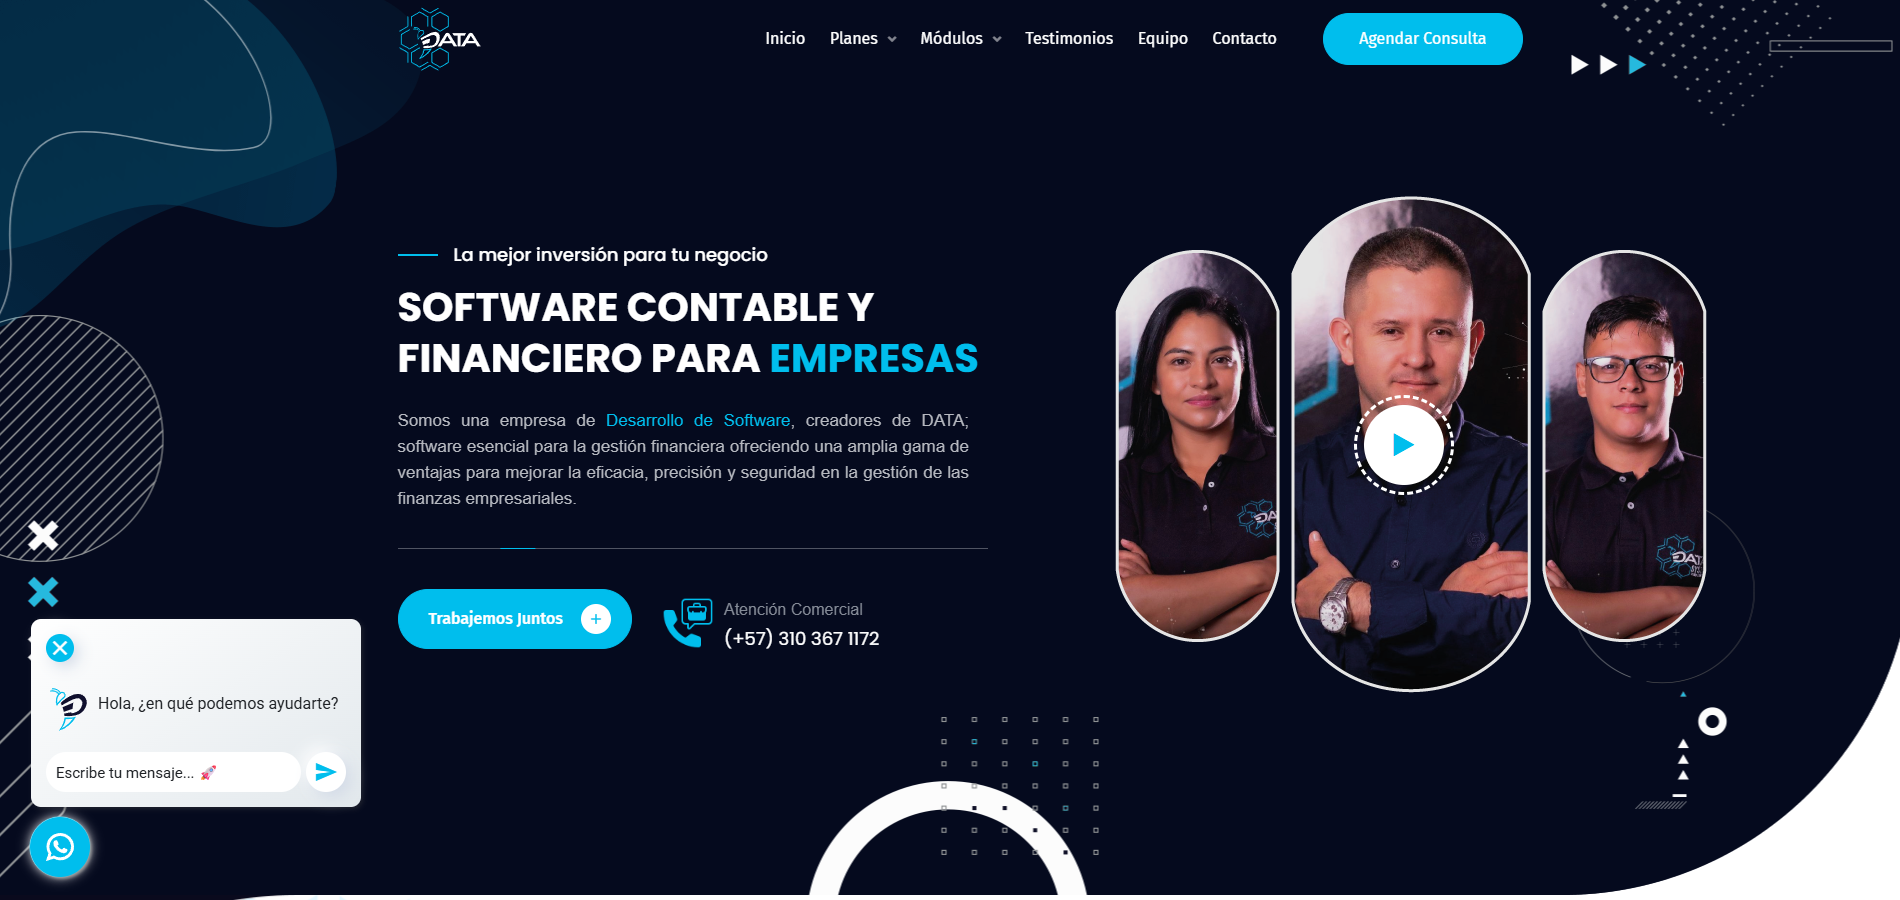 DATA
Inicio
Planes
Módulos
Testimonios
Equipo
Contacto
Agendar Consulta
La mejor inversión para tu negocio
SOFTWARE CONTABLE Y
FINANCIERO PARA EMPRESAS
Somos una empresa de Desarrollo de Software, creadores de DATA;
software esencial para la gestión financiera ofreciendo una amplia gama de
ventajas para mejorar la eficacia, precisión y seguridad en la gestión de las
finanzas empresariales.
Trabajemos Juntos
Atención Comercial
(+57) 310 367 1172
Hola, ¿en qué podemos ayudarte?
Escribe tu mensaje... 🚀